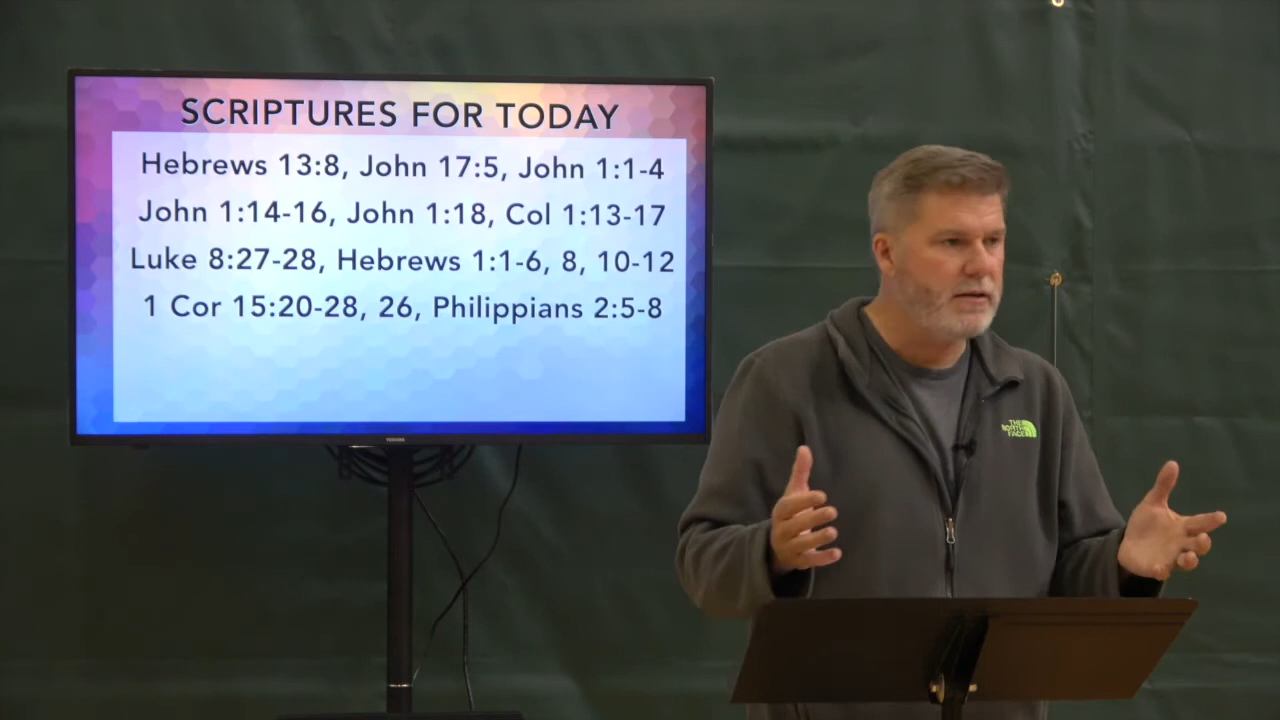 SCRIPTURES FOR TODAY
Hebrews 13:8, John 17:5, John 1:1-4
John 1:14-16, John 1:18, Col 1:13-17
Luke 8:27-28, Hebrews 1:1-6, 8, 10-12
1 Cor 15:20-28, 26, Philippians 2:5-8
TOSHIBA
THE
NORTH
FACE